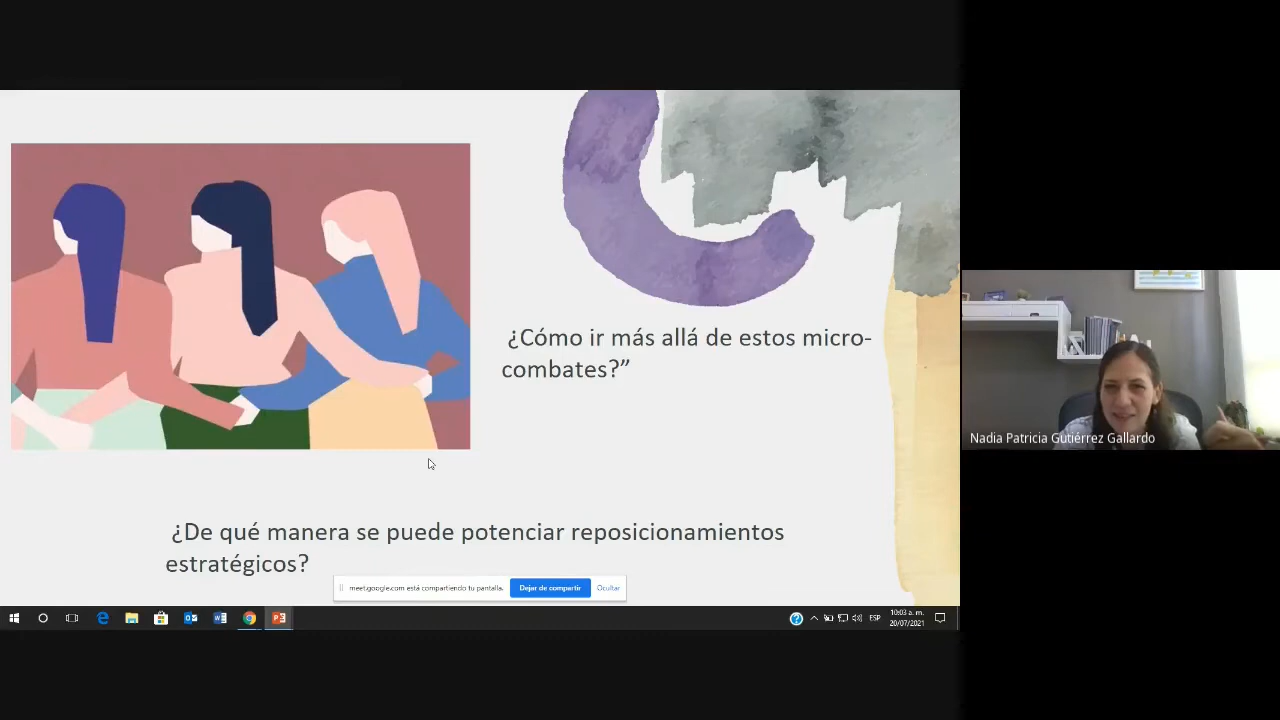 ¿Cómo ir más allá de estos micro-
combates?”
¿De qué manera se puede potenciar reposicionamientos
estratégicos?
meet.google.com está compartiendo tu pantalla.
Dejar de compartir
Ocultar
ESP
10:03 a. m.
20/07/2021
Nadia Patricia Gutiérrez Gallardo